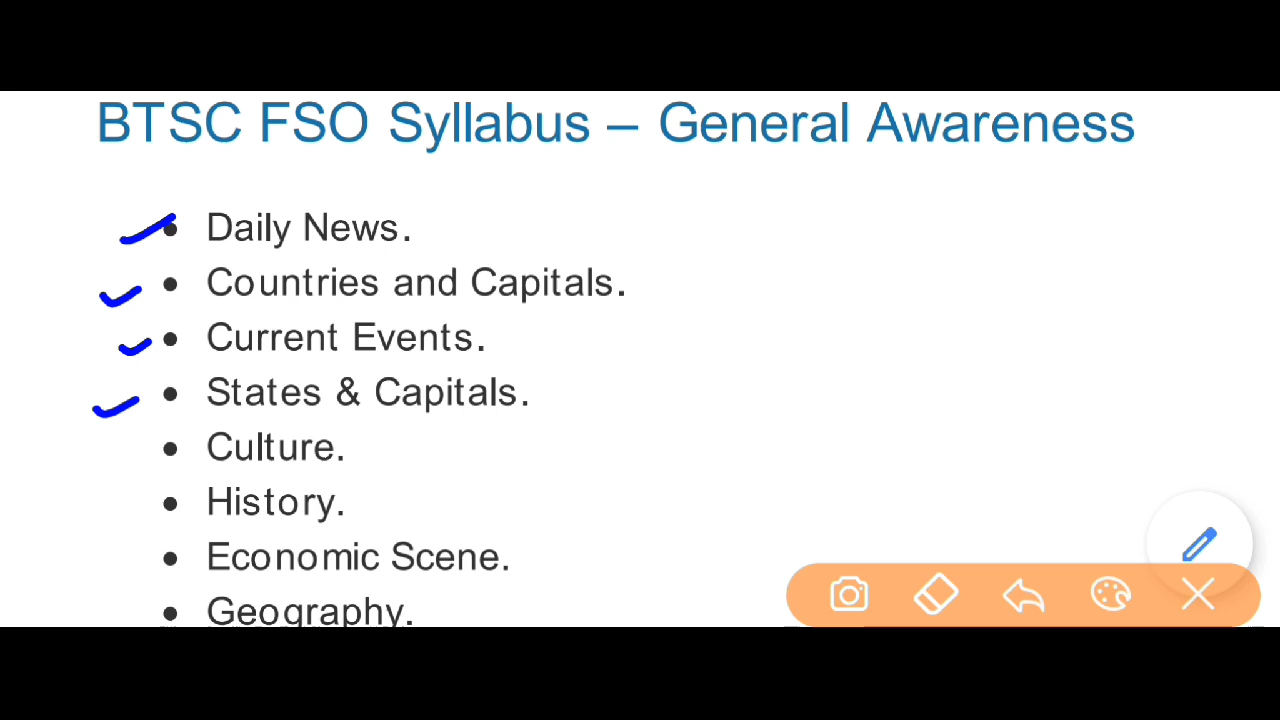 BTSC FSO Syllabus – General Awareness
• Daily News.
• Countries and Capitals.
• Current Events.
• States & Capitals.
• Culture.
• History.
• Economic Scene.
• Geography.